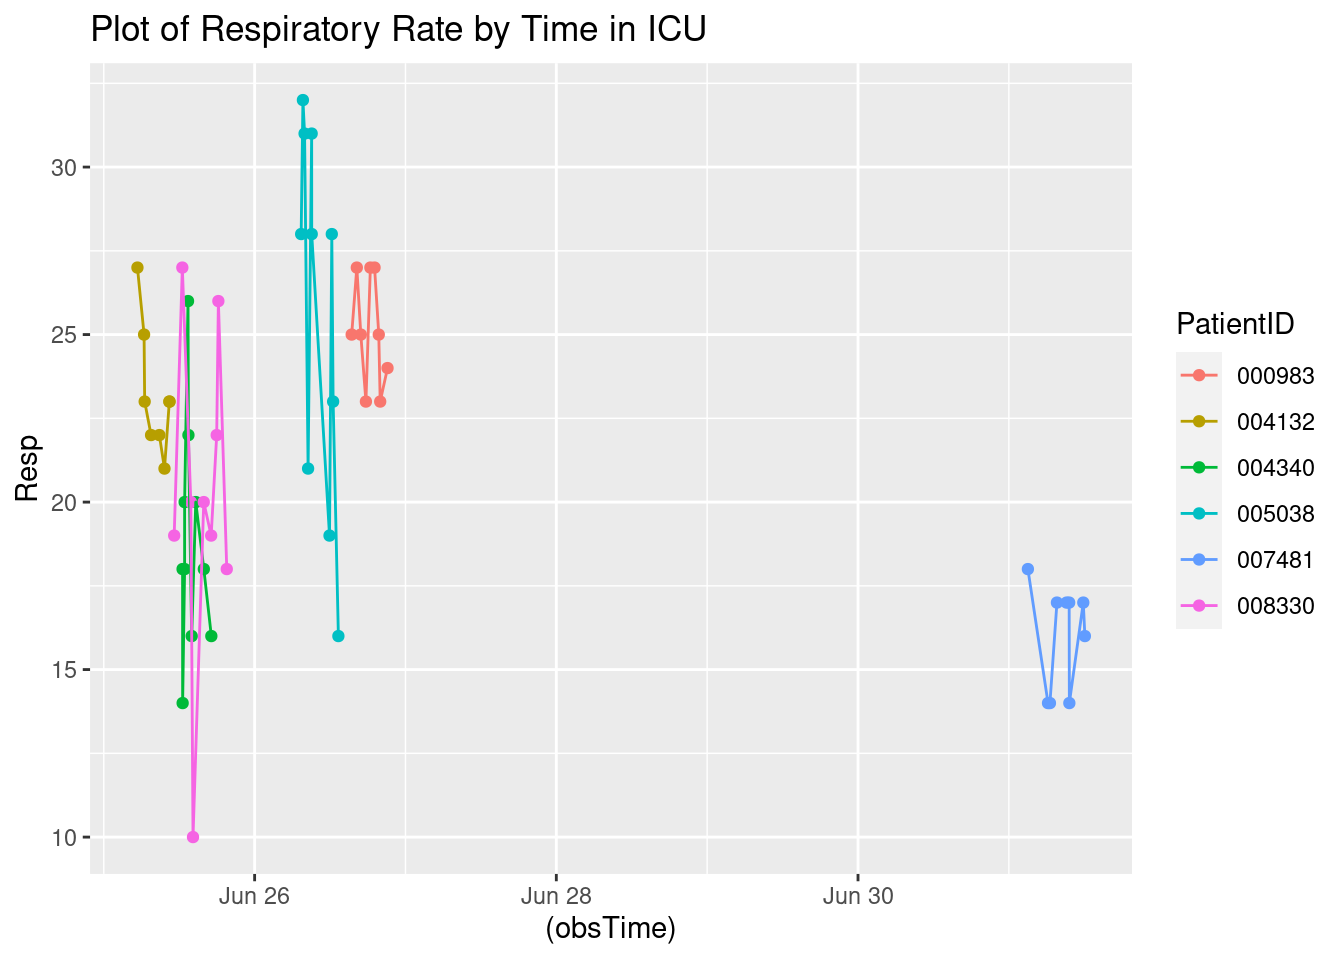 Plot of Respiratory Rate by Time in ICU
30
25
20
15
10
Resp
Jun 26
Jun 28
Jun 30
(obsTime)
PatientID
000983
004132
004340
005038
007481
008330